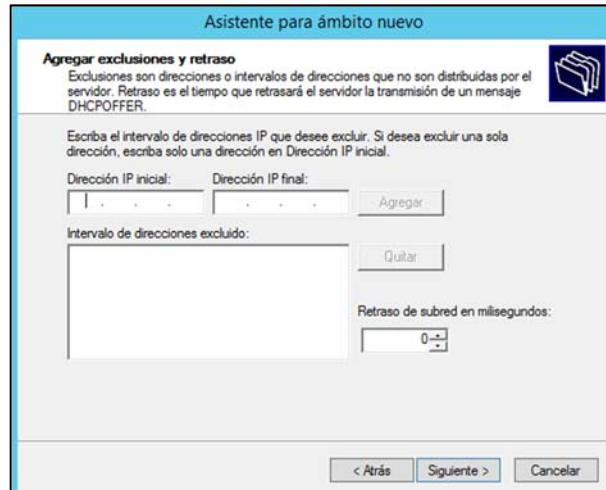 Asistente para ámbito nuevo
Agregar exclusiones y retraso
Exclusiones son direcciones o intervalos de direcciones que no son distribuidas por el
servidor. Retraso es el tiempo que retrasará el servidor la transmisión de un mensaje
DHCPOFFER.
Escriba el intervalo de direcciones IP que desee excluir. Si desea excluir una sola
dirección, escriba solo una dirección en Dirección IP inicial.
Dirección IP inicial: Dirección IP final:
. . . . . . Agregar
Intervalo de direcciones excluido:
Quitar
Retraso de subred en milisegundos:
0
< Atrás Siguiente > Cancelar